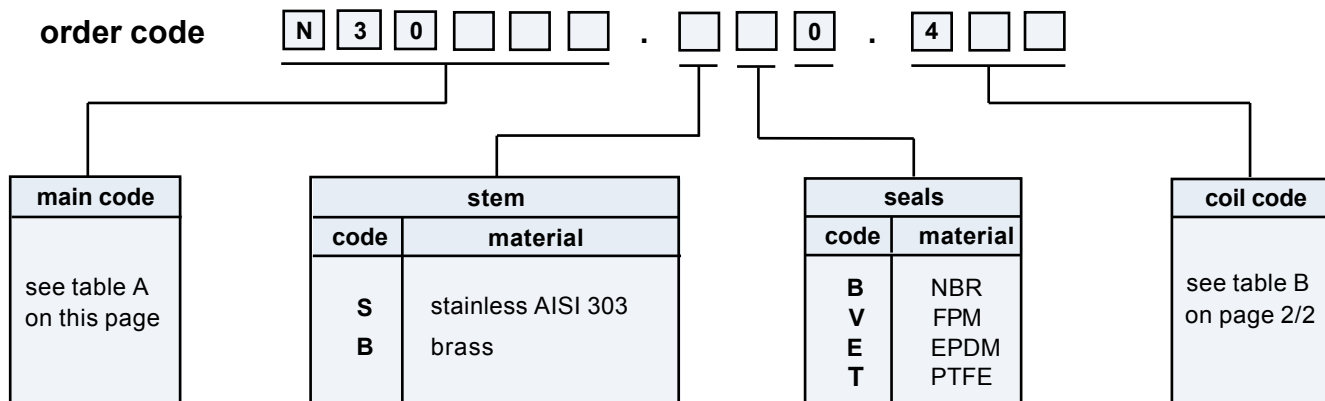 order code N 3 0 . 0 . 4
main code
see table A
on this page
stem
code material
S stainless AISI 303
B brass
seals
code material
B NBR
V FPM
E EPDM
T PTFE
coil code
see table B
on page 2/2